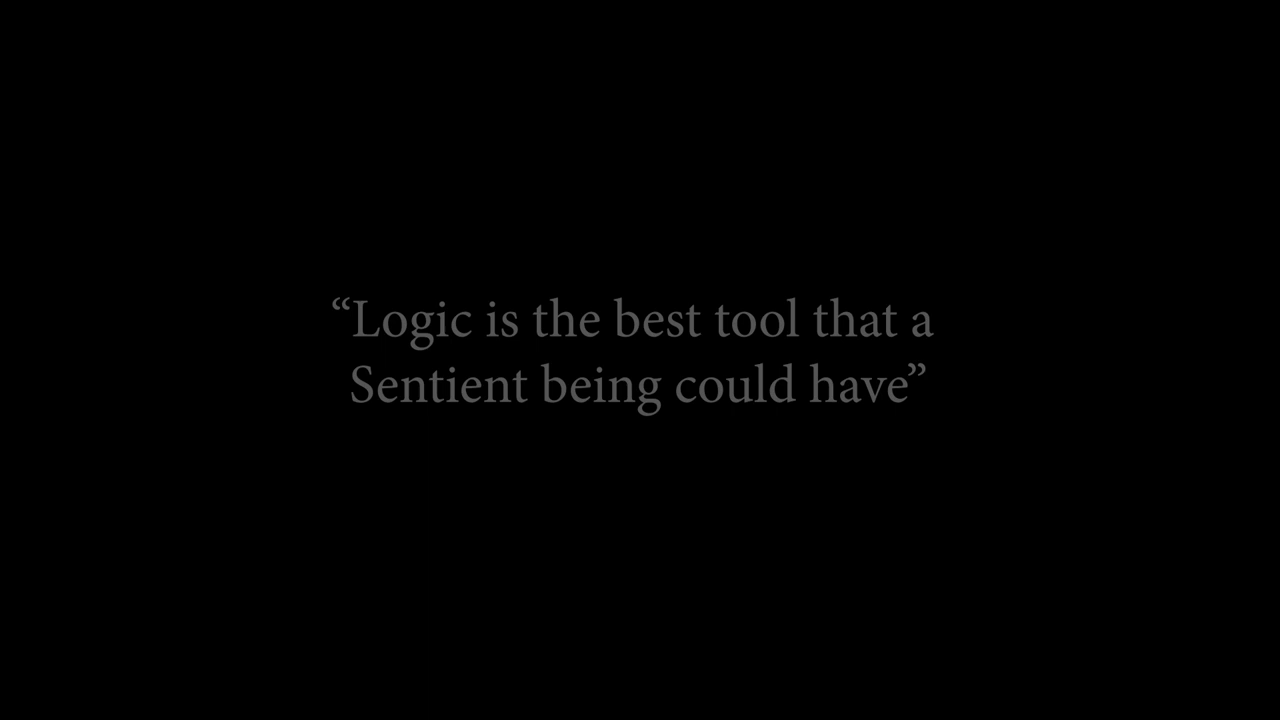 “Logic is the best tool that a
Sentient being could have”